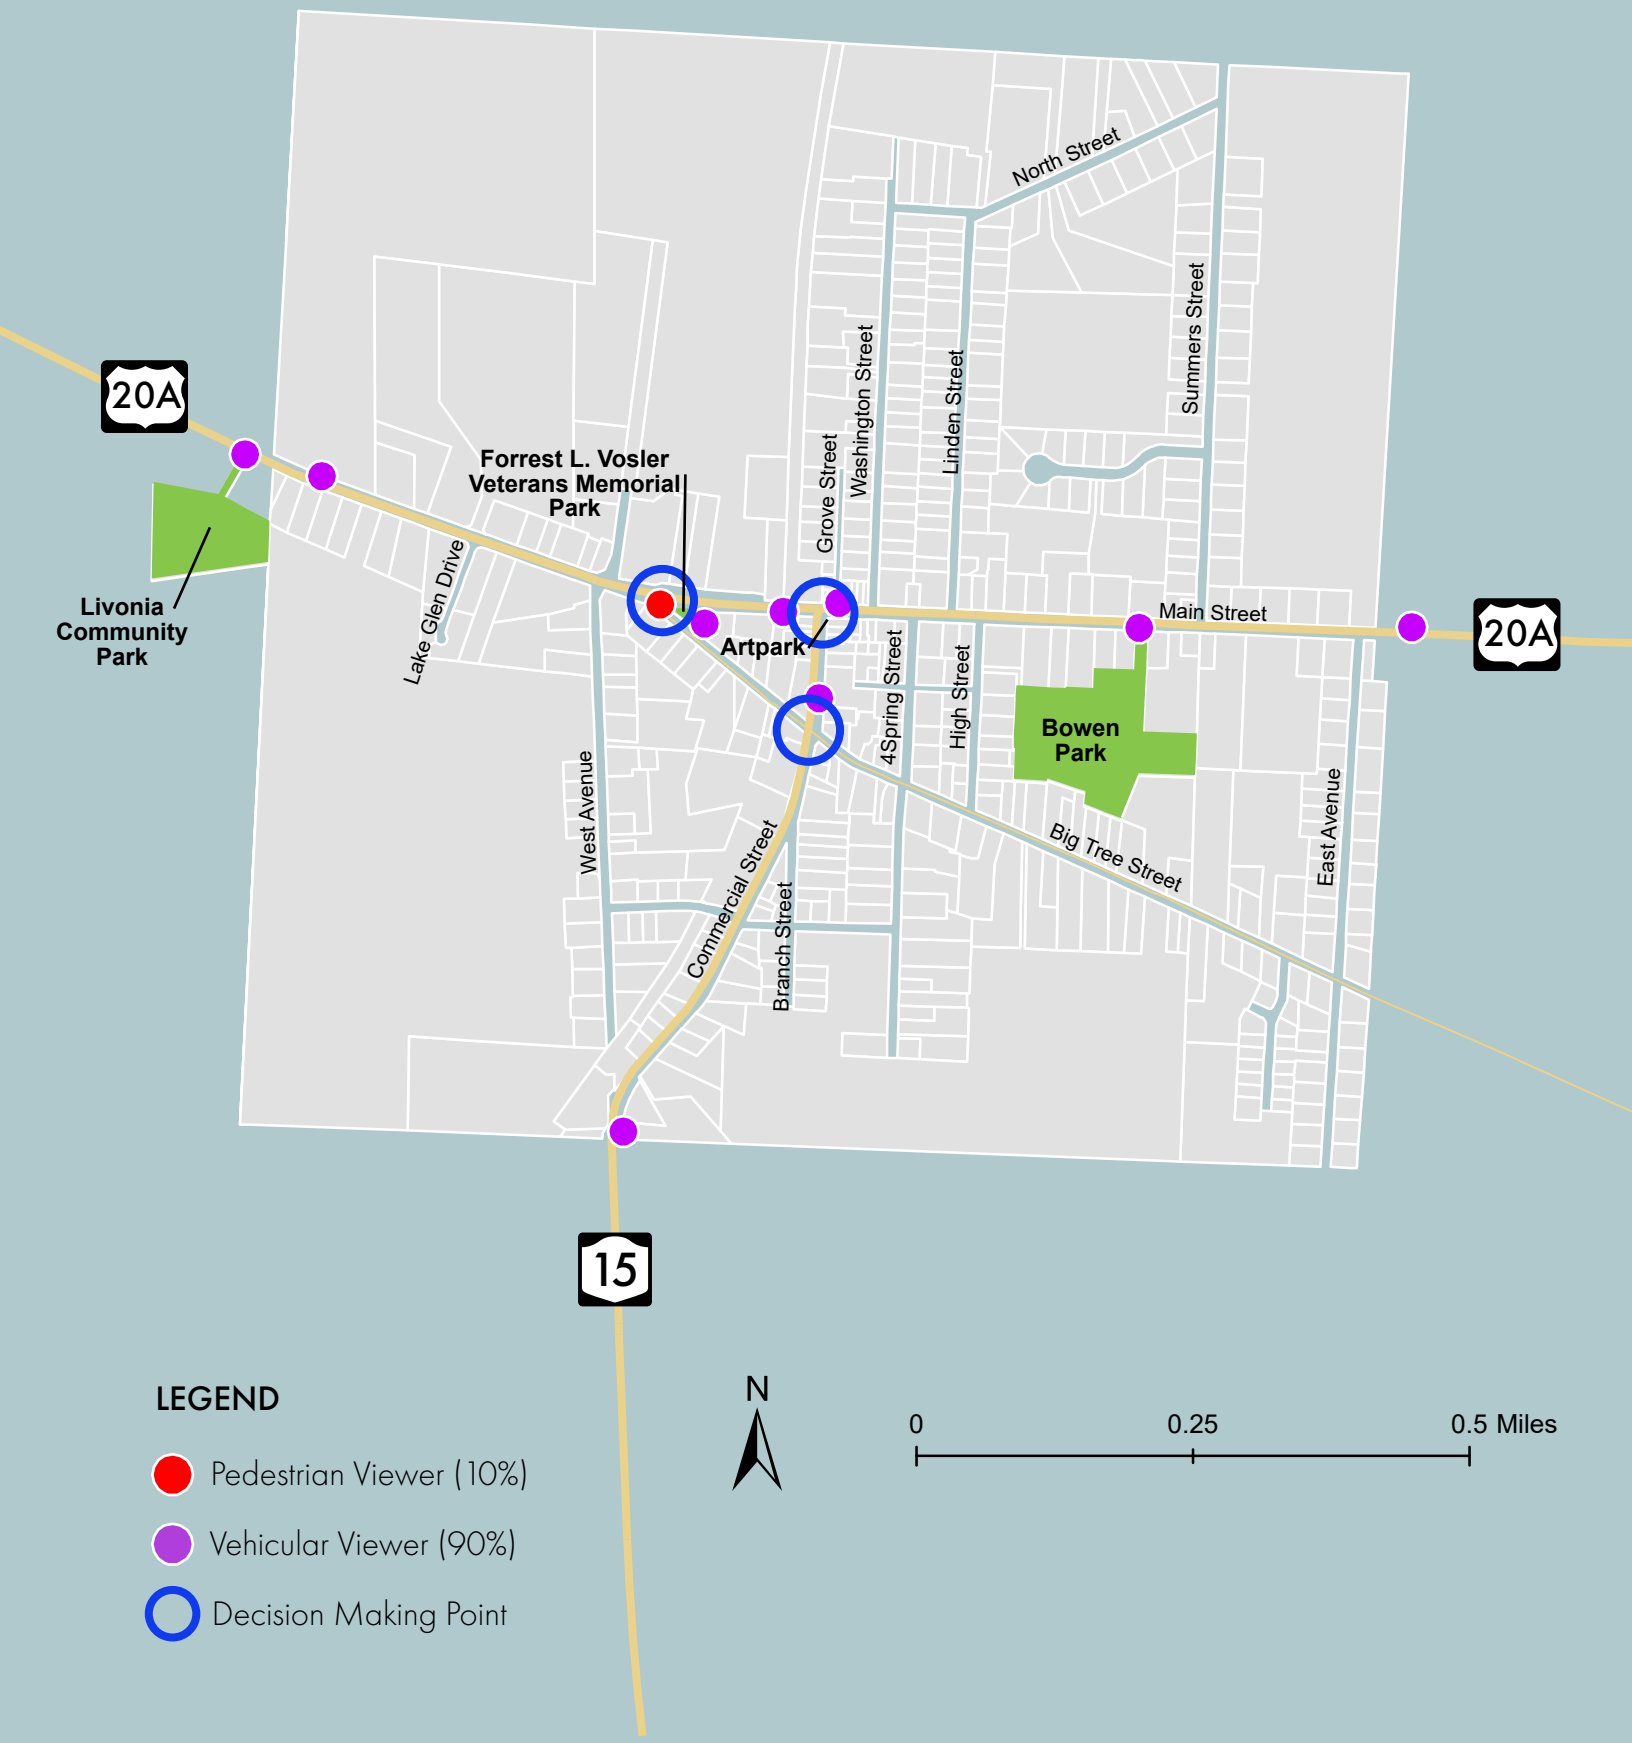 North Street
Summers Street
Washington Street
Linden Street
Grove Street
20A
Forrest L. Vosler
Veterans Memorial
Park
Livonia
Community
Park
Lake Glen Drive
Main Street
20A
Artpark
4Spring Street
High Street
Bowen
Park
West Avenue
East Avenue
Big Tree Street
Commercial Street
Branch Street
15
LEGEND
Pedestrian Viewer (10%)
Vehicular Viewer (90%)
Decision Making Point
N
0 0.25 0.5 Miles